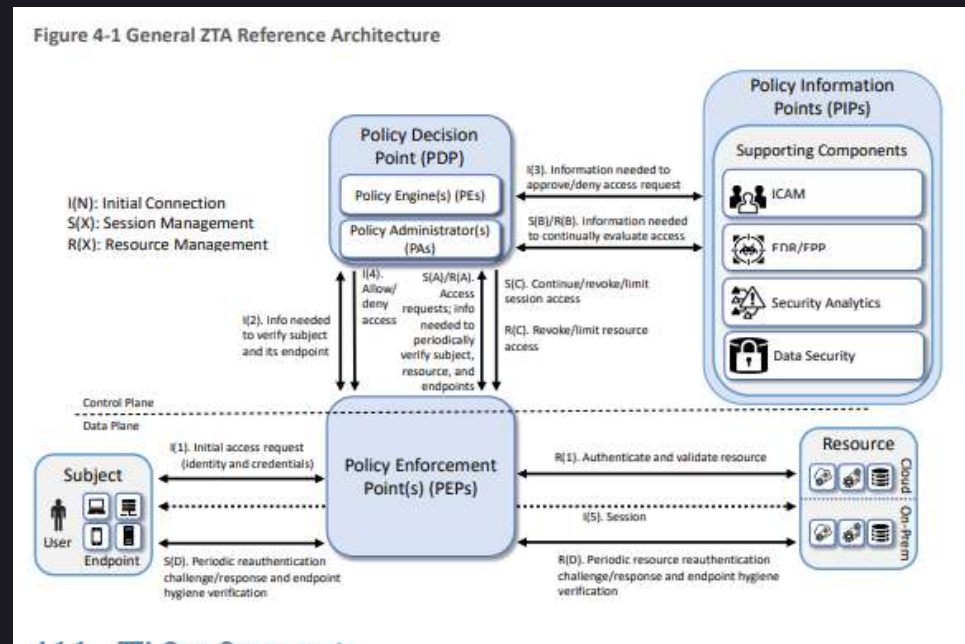 Figure 4-1 General ZTA Reference Architecture
Policy Information
Points (PIPs)
Supporting Components
ICAM
EDR/EPP
Security Analytics
Data Security
Policy Decision
Point (PDP)
Policy Engine(s) (PEs)
Policy Administrator(s)
(PAs)
I(3). Information needed to
approve/deny access request
S(B)/R(B). Information needed
to continually evaluate access
I(N): Initial Connection
S(X): Session Management
R(X): Resource Management
I(2). Info needed
to verify subject
and its endpoint
I(4).
Allow/
deny
access
S(A)/R(A).
Access
requests; info
needed to
periodically
verify subject,
resource, and
endpoints
S(C). Continue/revoke/limit
session access
R(C). Revoke/limit resource
access
Control Plane
Data Plane
Subject
User
Endpoint
I(1). Initial access request
(identity and credentials)
S(D). Periodic reauthentication
challenge/response and endpoint
hygiene verification
Policy Enforcement
Point(s) (PEPs)
R(1). Authenticate and validate resource
I(5). Session
R(D). Periodic resource reauthentication
challenge/response and endpoint hygiene
verification
Resource
Cloud
On-Prem